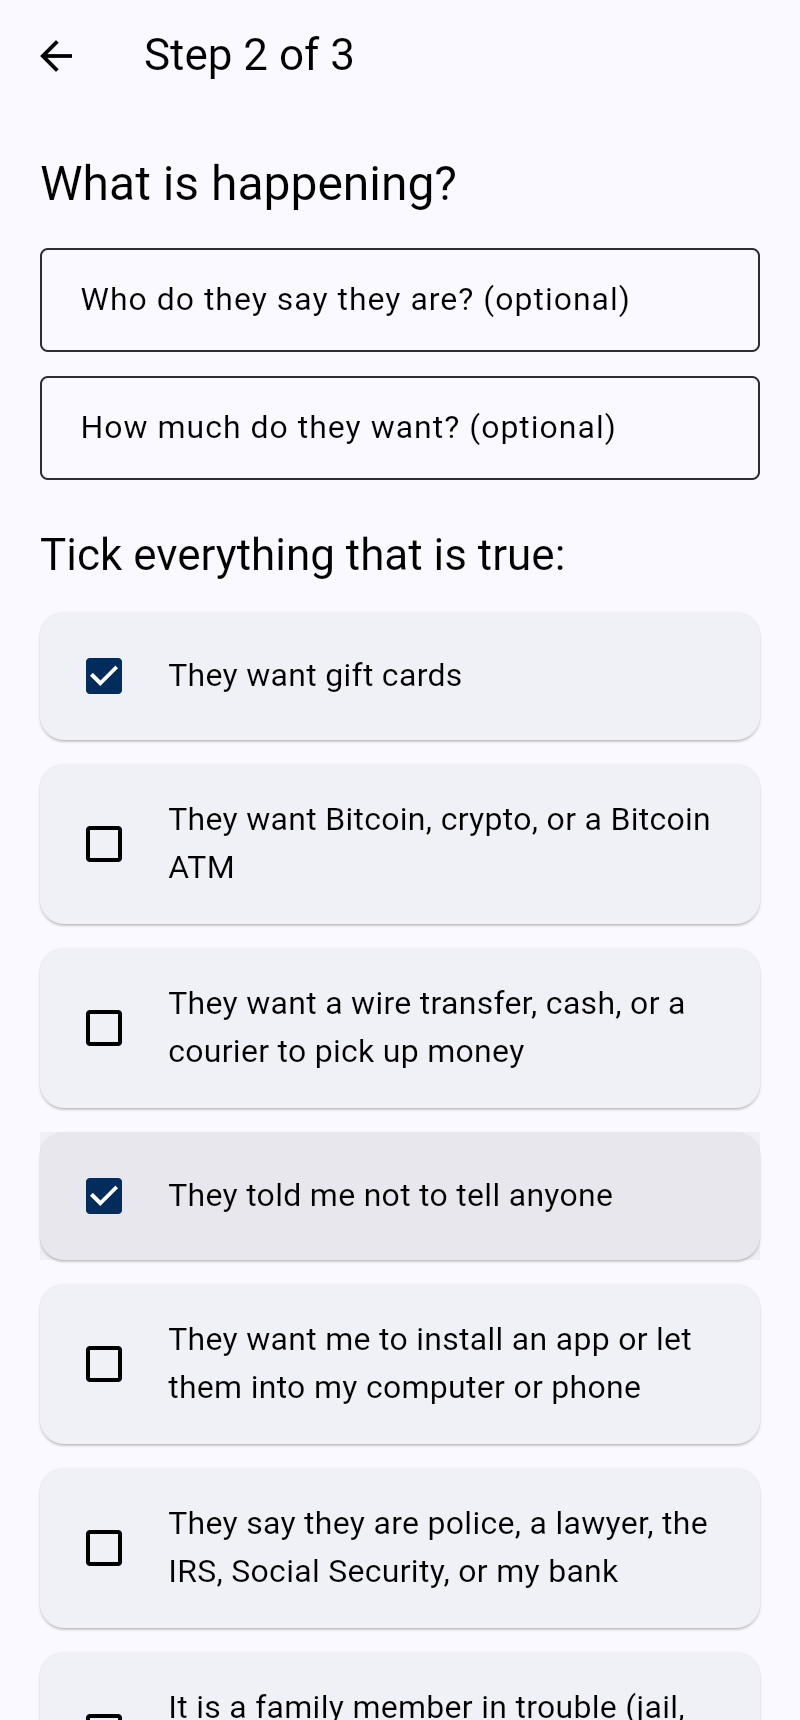 Step 2 of 3
What is happening?
Who do they say they are? (optional)
How much do they want? (optional)
Tick everything that is true:
They want gift cards
They want Bitcoin, crypto, or a Bitcoin
ATM
They want a wire transfer, cash, or a
courier to pick up money
They told me not to tell anyone
They want me to install an app or let
them into my computer or phone
They say they are police, a lawyer, the
IRS, Social Security, or my bank
It is a family member in trouble (jail,